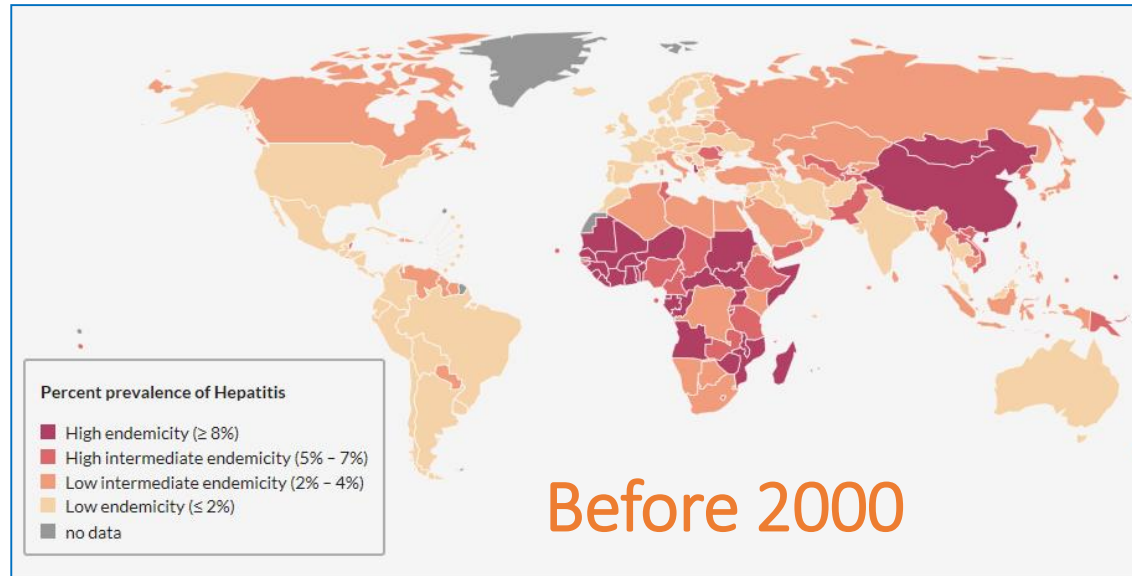 Percent prevalence of Hepatitis
High endemicity (≥ 8%)
High intermediate endemicity (5% – 7%)
Low intermediate endemicity (2% – 4%)
Low endemicity (≤ 2%)
no data
Before 2000